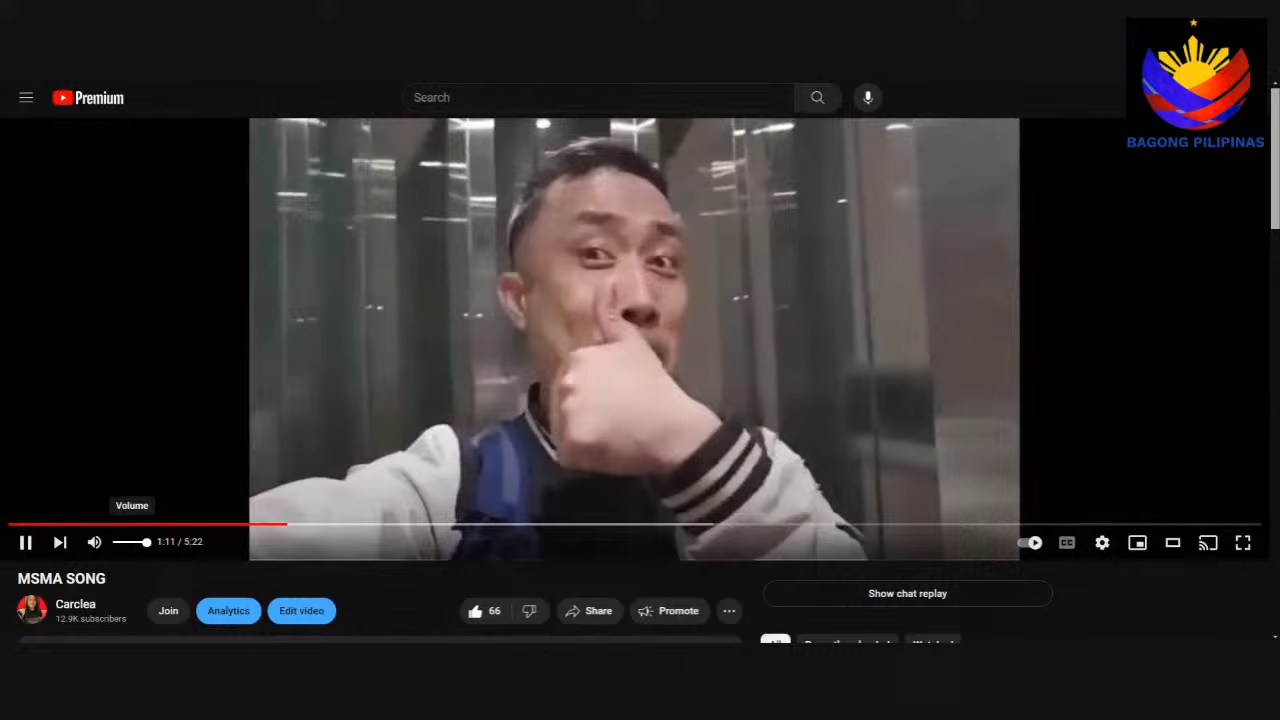 Premium
Search
BAGONG PILIPINAS
Volume
1:11 / 5:22
CC
MSMA SONG
Carclea
12.9K subscribers
Join
Analytics
Edit video
66
Share
Promote
Show chat replay